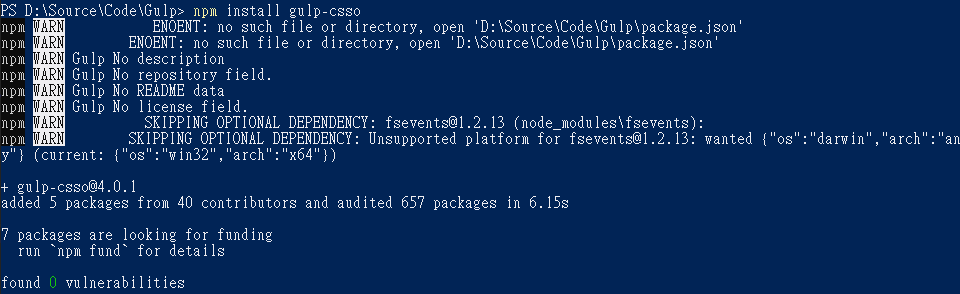 PS D:\Source\Code\Gulp> npm install gulp-csso
npm WARN ENOENT: no such file or directory, open 'D:\Source\Code\Gulp\package.json'
npm WARN ENOENT: no such file or directory, open 'D:\Source\Code\Gulp\package.json'
npm WARN Gulp No description
npm WARN Gulp No repository field.
npm WARN Gulp No README data
npm WARN Gulp No license field.
npm WARN SKIPPING OPTIONAL DEPENDENCY: fsevents@1.2.13 (node_modules\fsevents):
npm WARN SKIPPING OPTIONAL DEPENDENCY: Unsupported platform for fsevents@1.2.13: wanted {"os":"darwin","arch":"an
y"} (current: {"os":"win32","arch":"x64"})
+ gulp-csso@4.0.1
added 5 packages from 40 contributors and audited 657 packages in 6.15s
7 packages are looking for funding
run `npm fund` for details
found 0 vulnerabilities